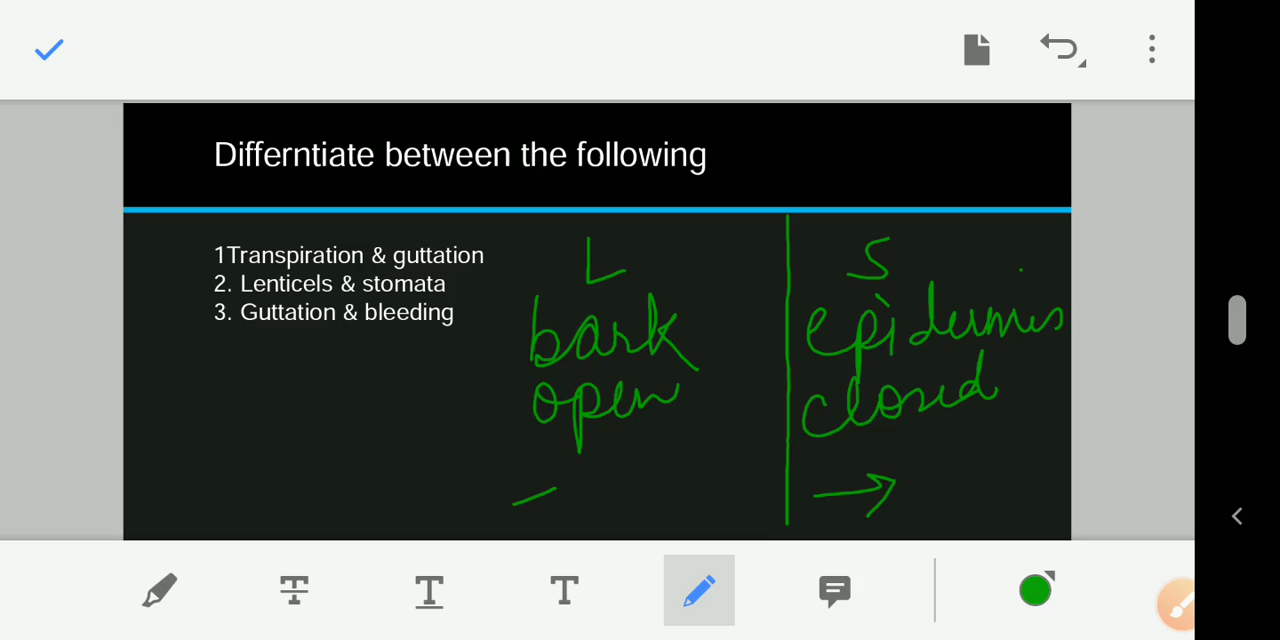 Differntiate between the following
1Transpiration & guttation
2. Lenticels & stomata
3. Guttation & bleeding
L
bark
open
S
epidermis
closed